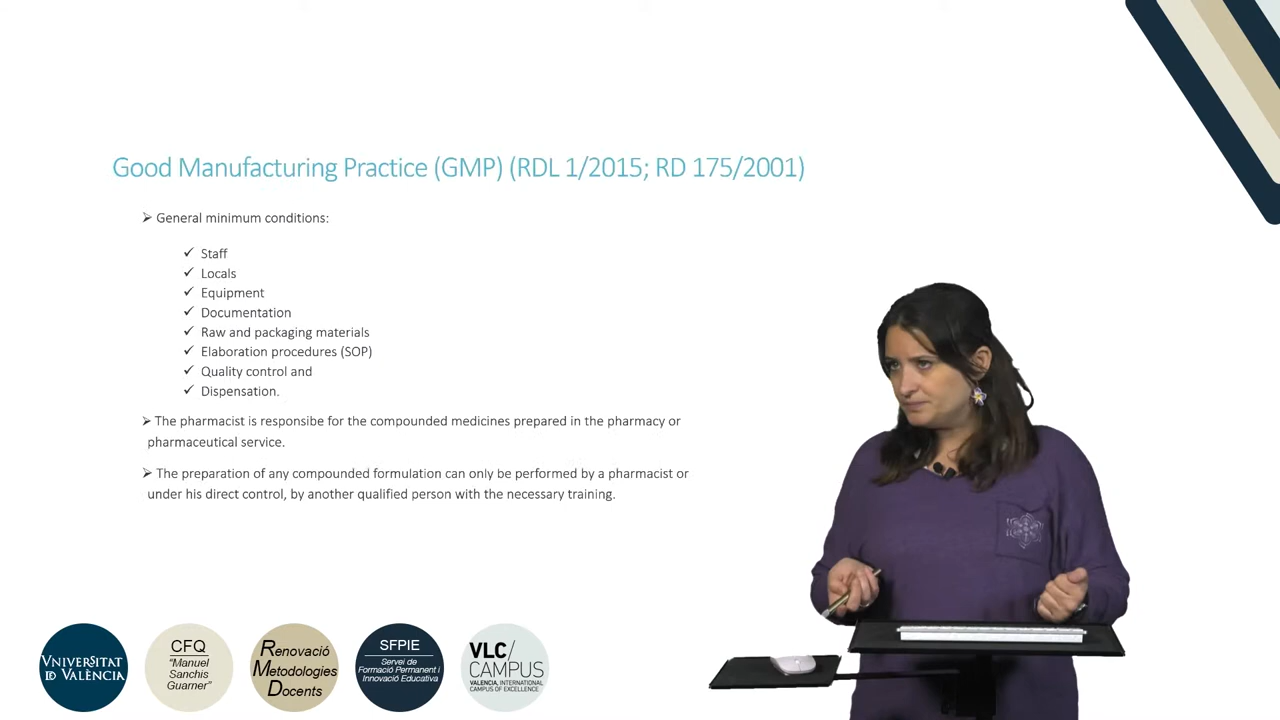 Good Manufacturing Practice (GMP) (RDL 1/2015; RD 175/2001)
➢ General minimum conditions:
✓ Staff
✓ Locals
✓ Equipment
✓ Documentation
✓ Raw and packaging materials
✓ Elaboration procedures (SOP)
✓ Quality control and
✓ Dispensation.
➢ The pharmacist is responsibe for the compounded medicines prepared in the pharmacy or
pharmaceutical service.
➢ The preparation of any compounded formulation can only be performed by a pharmacist or
under his direct control, by another qualified person with the necessary training.
VNIVERSITAT
ID VALÈNCIA
CFQ
"Manuel
Sanchis
Guarner"
Renovació
Metodologies
Docents
SFPIE
Servei de
Formació Permanent i
Innovació Educativa
VLC/
CAMPUS
VALENCIA, INTERNATIONAL
CAMPUS OF EXCELLENCE